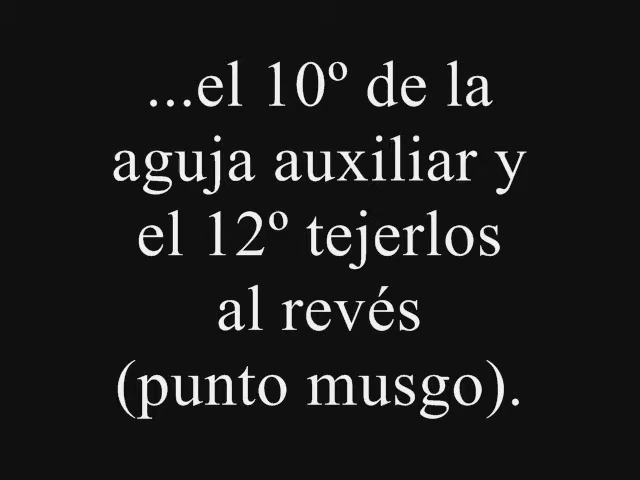 ...el 10º de la
aguja auxiliar y
el 12º tejerlos
al revés
(punto musgo).